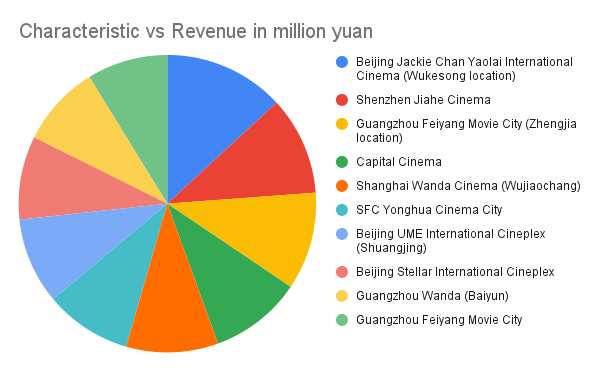 Characteristic vs Revenue in million yuan
Beijing Jackie Chan Yaolai International
Cinema (Wukesong location)
Shenzhen Jiahe Cinema
Guangzhou Feiyang Movie City (Zhengjia
location)
Capital Cinema
Shanghai Wanda Cinema (Wujiaochang)
SFC Yonghua Cinema City
Beijing UME International Cineplex
(Shuangjing)
Beijing Stellar International Cineplex
Guangzhou Wanda (Baiyun)
Guangzhou Feiyang Movie City